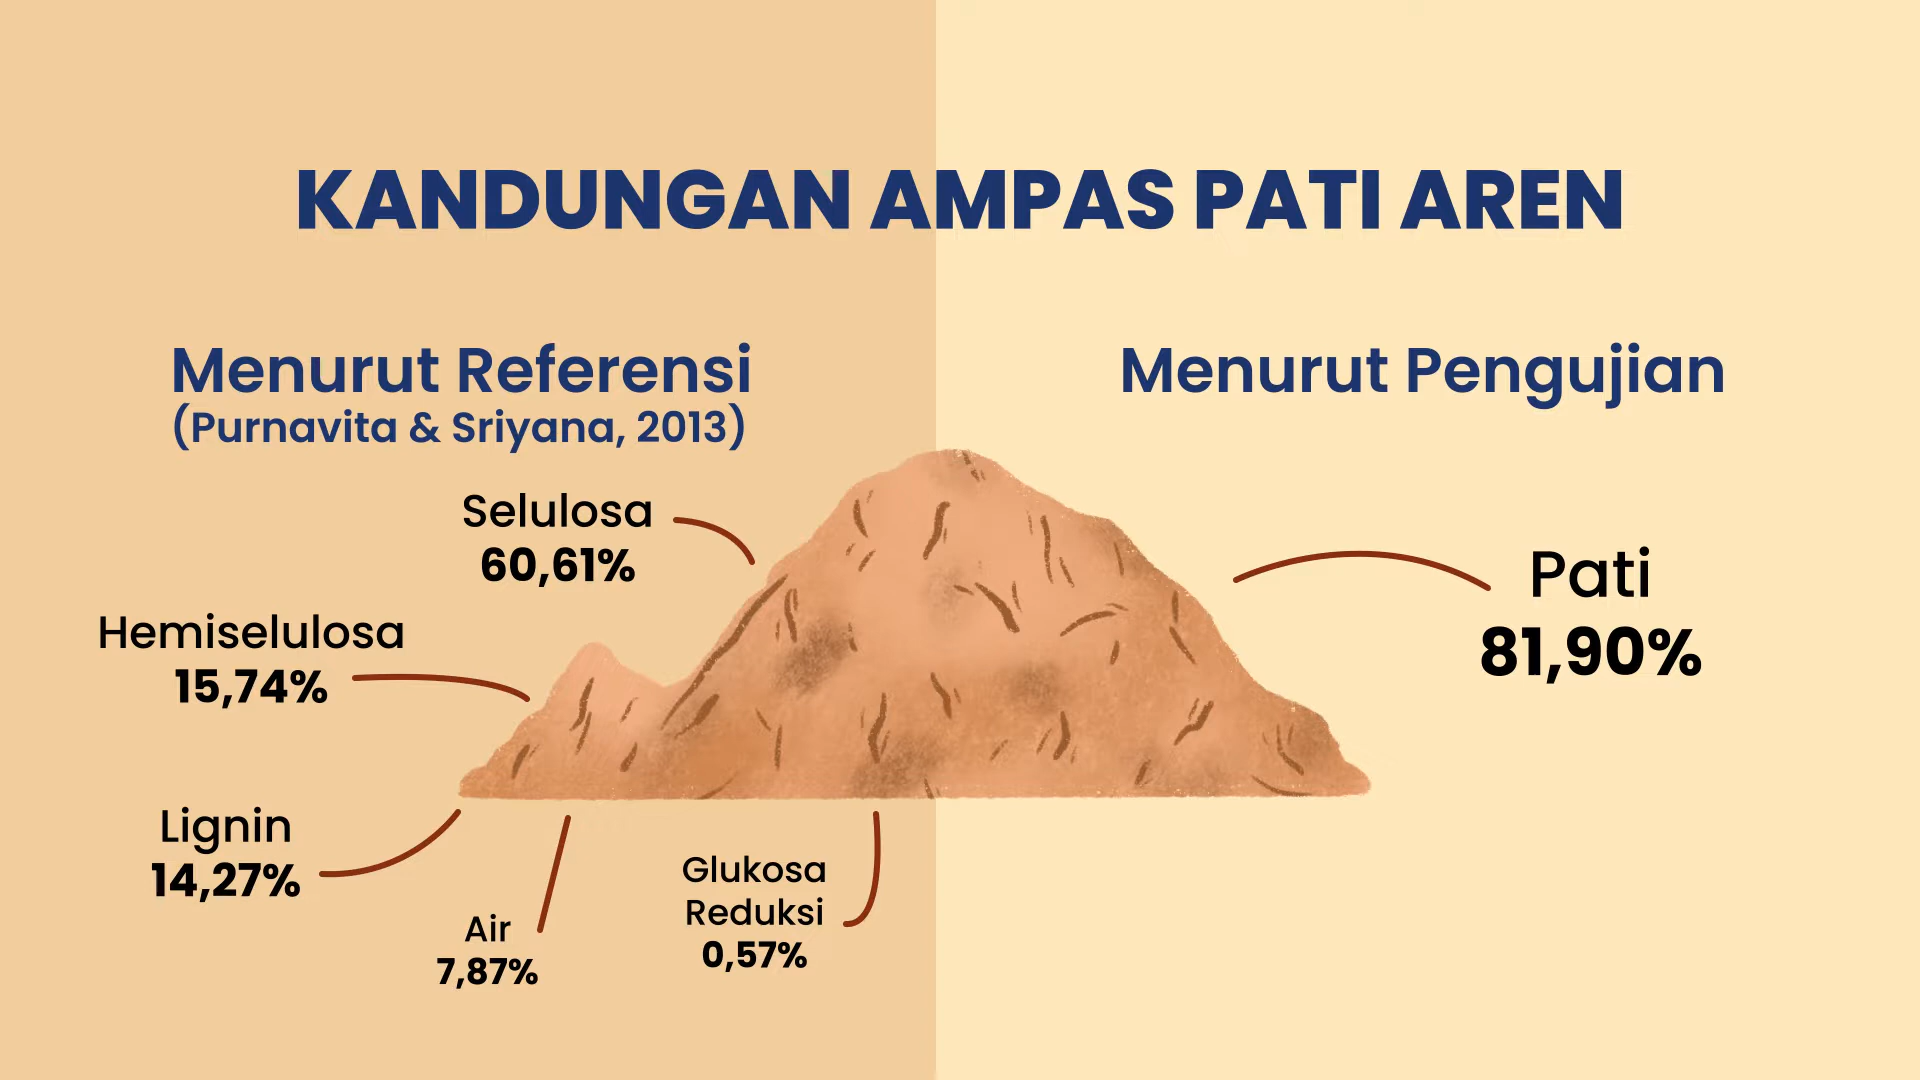 KANDUNGAN AMPAS PATI AREN
Menurut Referensi
(Purnavita & Sriyana, 2013)
Selulosa
60,61%
Hemiselulosa
15,74%
Lignin
14,27%
Air
7,87%
Glukosa
Reduksi
0,57%
Menurut Pengujian
Pati
81,90%